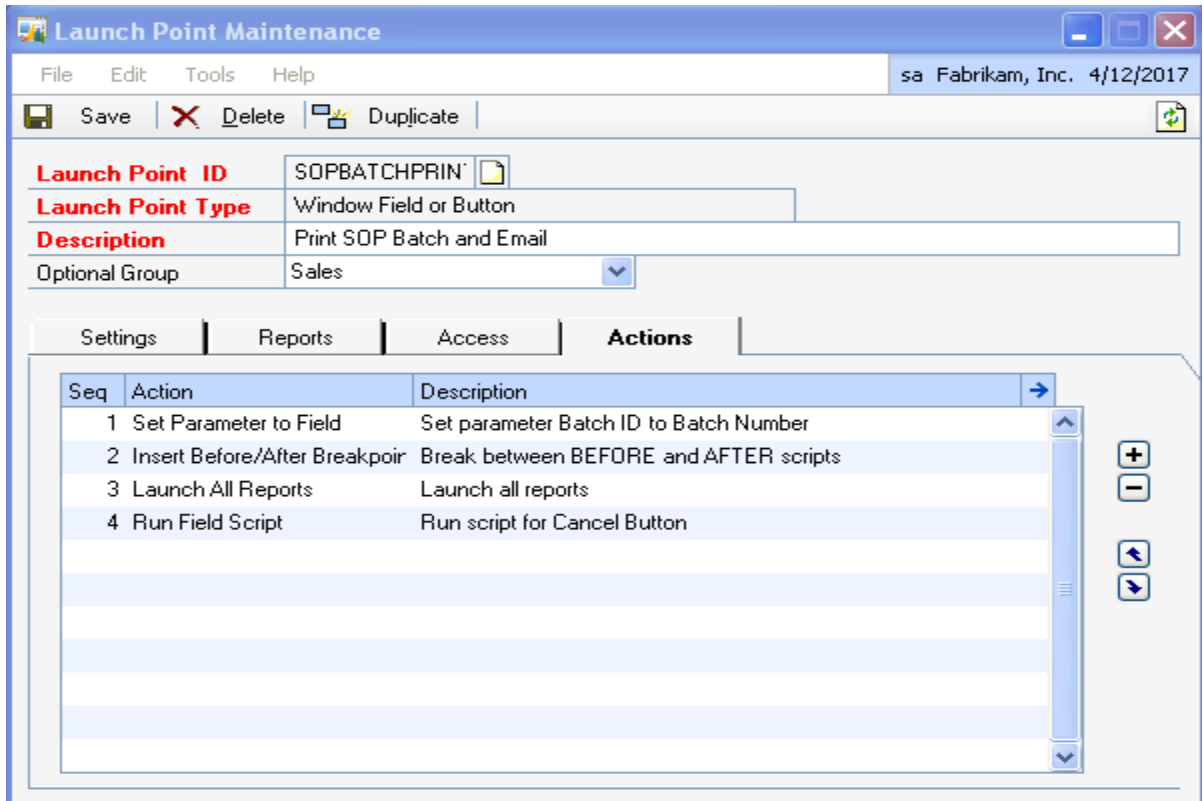 Launch Point Maintenance
File Edit Tools Help sa Fabrikam, Inc. 4/12/2017
Save Delete Duplicate
Launch Point ID SOPBATCHPRIN
Launch Point Type Window Field or Button
Description Print SOP Batch and Email
Optional Group Sales
Settings Reports Access Actions
Seq Action Description
1 Set Parameter to Field Set parameter Batch ID to Batch Number
2 Insert Before/After Breakpoin Break between BEFORE and AFTER scripts
3 Launch All Reports Launch all reports
4 Run Field Script Run script for Cancel Button